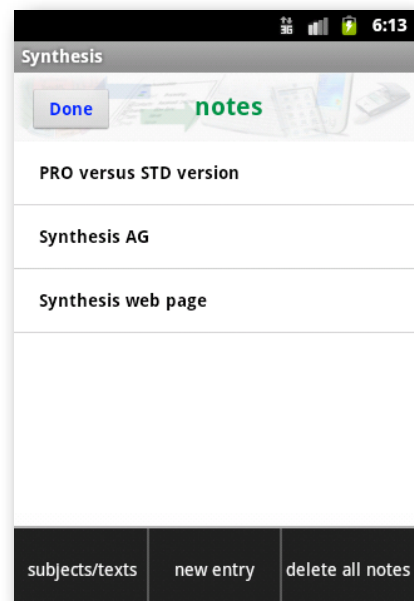 3G 6:13
Synthesis
Done notes
PRO versus STD version
Synthesis AG
Synthesis web page
subjects/texts new entry delete all notes